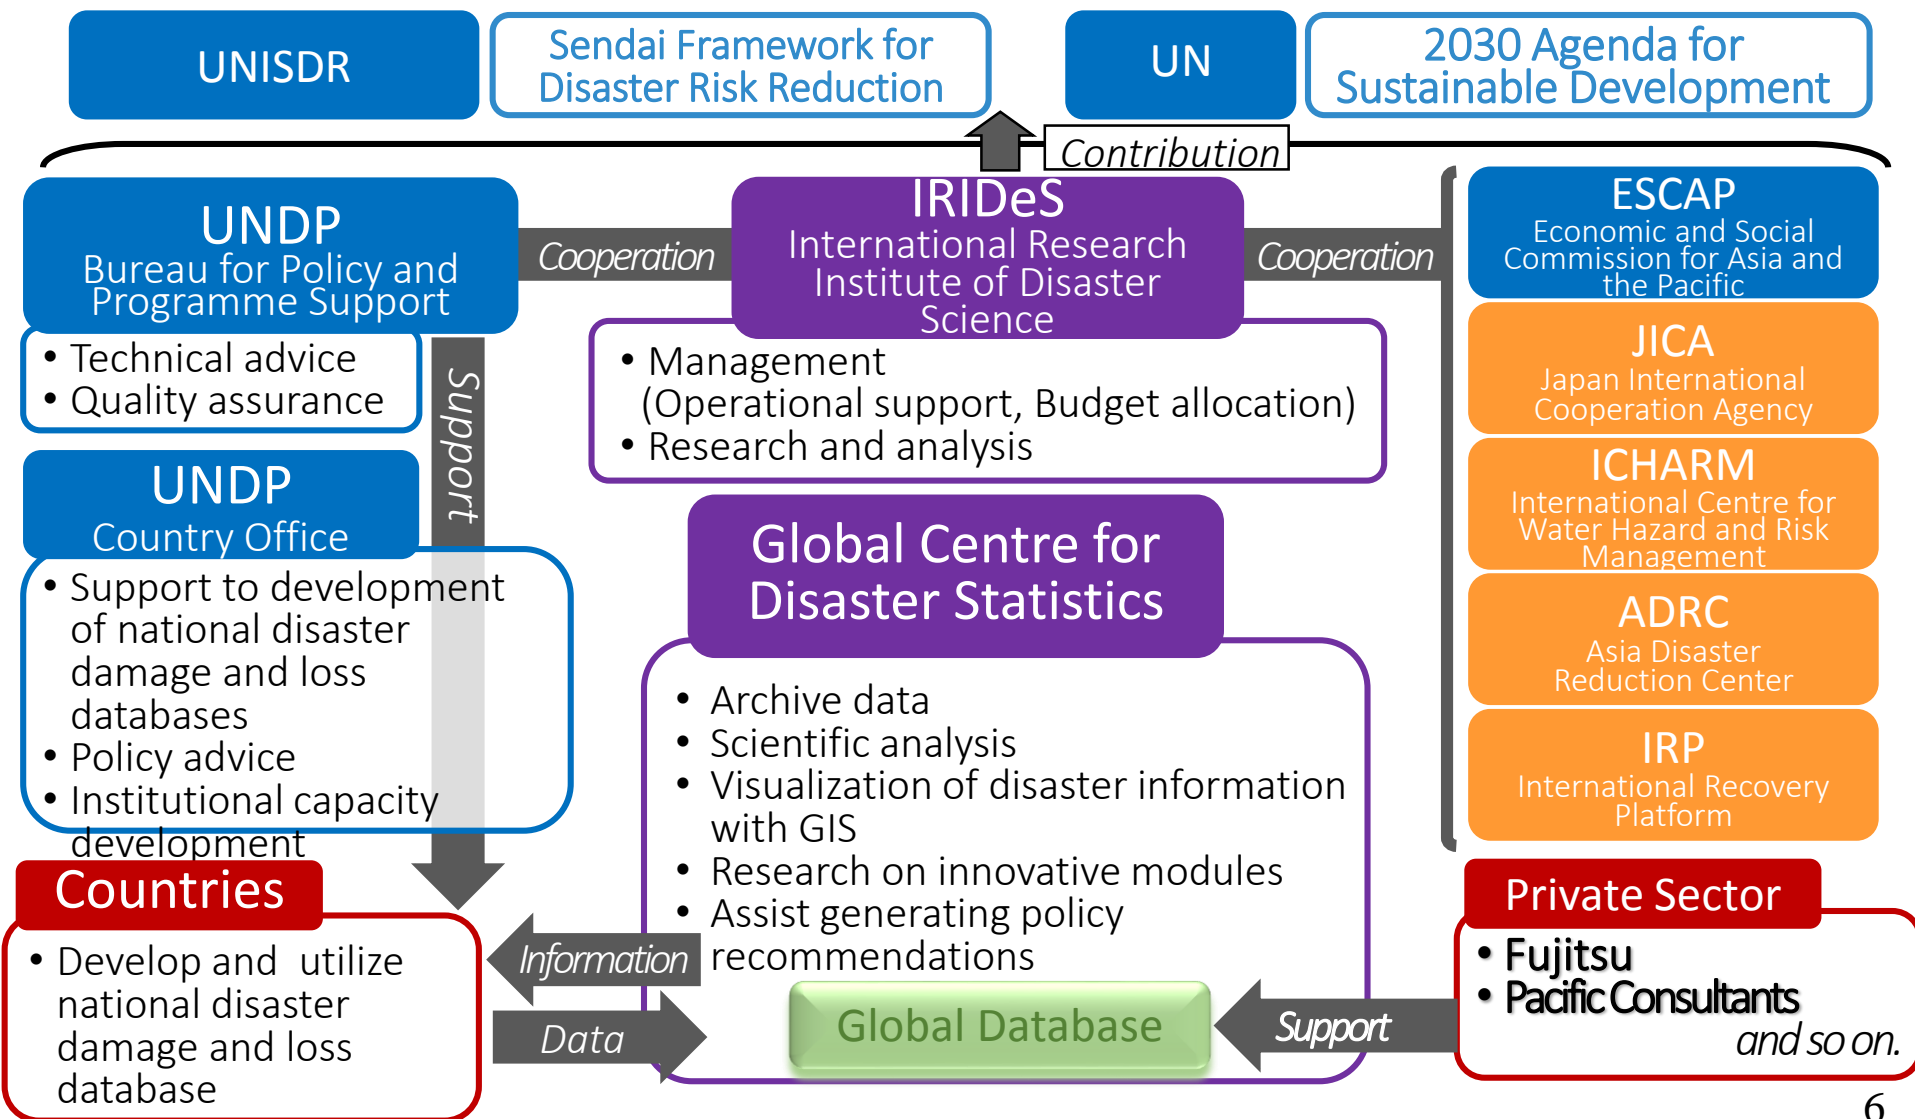 UNISDR
Sendai Framework for
Disaster Risk Reduction
UN
2030 Agenda for
Sustainable Development
Contribution
UNDP
Bureau for Policy and
Programme Support
• Technical advice
• Quality assurance
Cooperation
IRIDeS
International Research
Institute of Disaster
Science
• Management
(Operational support, Budget allocation)
• Research and analysis
Cooperation
ESCAP
Economic and Social
Commission for Asia and
the Pacific
JICA
Japan International
Cooperation Agency
ICHARM
International Centre for
Water Hazard and Risk
Management
ADRC
Asia Disaster
Reduction Center
IRP
International Recovery
Platform
Support
UNDP
Country Office
• Support to development
of national disaster
damage and loss
databases
• Policy advice
• Institutional capacity
development
Global Centre for
Disaster Statistics
• Archive data
• Scientific analysis
• Visualization of disaster information
with GIS
• Research on innovative modules
• Assist generating policy
recommendations
Global Database
Countries
• Develop and utilize
national disaster
damage and loss
database
Information
Data
Support
Private Sector
• Fujitsu
• Pacific Consultants
and so on.
6